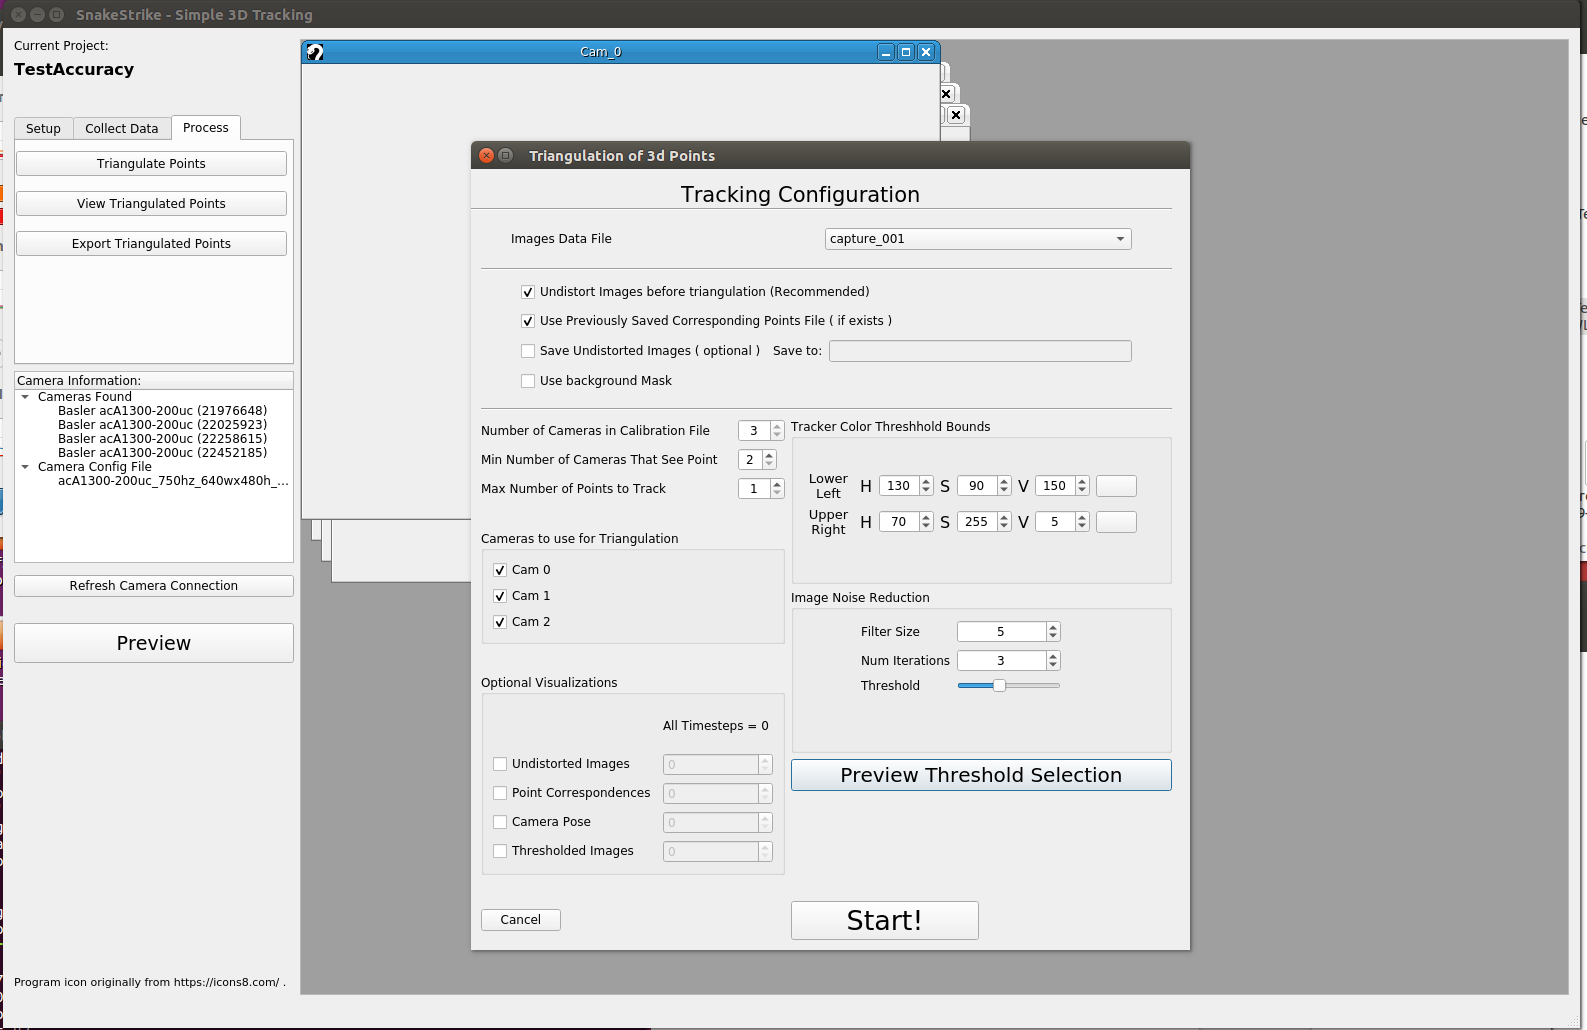 SnakeStrike - Simple 3D Tracking
Current Project:
TestAccuracy
Setup
Collect Data
Process
Triangulate Points
View Triangulated Points
Export Triangulated Points
Camera Information:
Cameras Found
Basler acA1300-200uc (21976648)
Basler acA1300-200uc (22025923)
Basler acA1300-200uc (22258615)
Basler acA1300-200uc (22452185)
Camera Config File
acA1300-200uc_750hz_640wx480h_...
Refresh Camera Connection
Preview
Program icon originally from https://icons8.com/ .
Cam_0
Triangulation of 3d Points
Tracking Configuration
Images Data File
capture_001
Undistort Images before triangulation (Recommended)
Use Previously Saved Corresponding Points File ( if exists )
Save Undistorted Images ( optional ) Save to:
Use background Mask
Number of Cameras in Calibration File 3
Min Number of Cameras That See Point 2
Max Number of Points to Track 1
Cameras to use for Triangulation
Cam 0
Cam 1
Cam 2
Optional Visualizations
All Timesteps = 0
Undistorted Images 0
Point Correspondences 0
Camera Pose 0
Thresholded Images 0
Cancel
Tracker Color Threshhold Bounds
Lower
Left
H 130 S 90 V 150
Upper
Right
H 70 S 255 V 5
Image Noise Reduction
Filter Size 5
Num Iterations 3
Threshold
Preview Threshold Selection
Start!